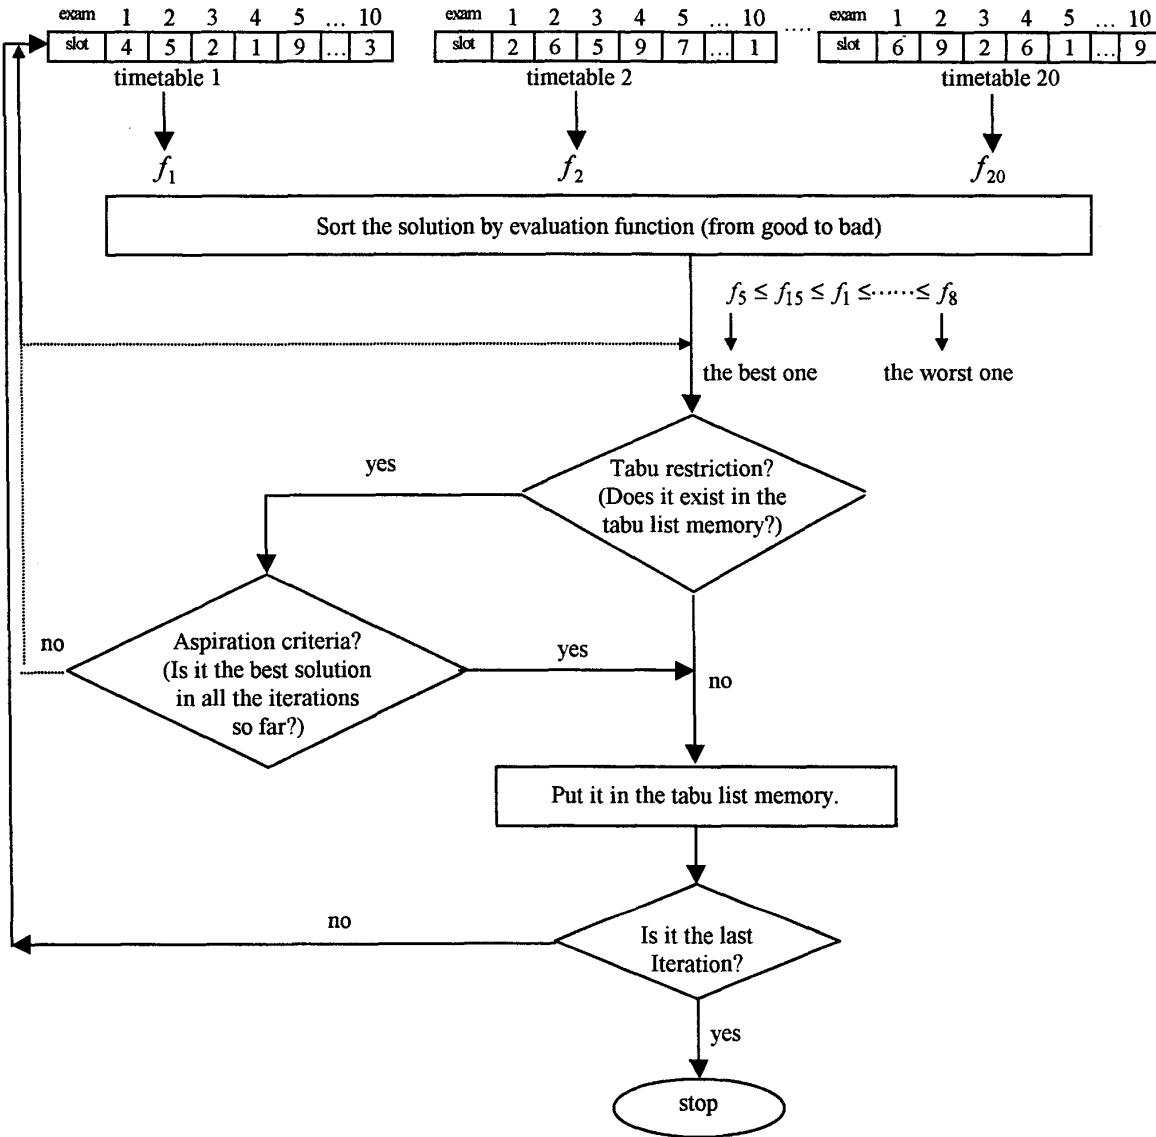 exam 1 2 3 4 5 ... 10
slot 4 5 2 1 9 ... 3
timetable 1
exam 1 2 3 4 5 ... 10
slot 2 6 5 9 7 ... 1
timetable 2
.....
exam 1 2 3 4 5 ... 10
slot 6 9 2 6 1 ... 9
timetable 20
f1
f2
f20
Sort the solution by evaluation function (from good to bad)
f5 ≤ f15 ≤ f1 ≤······≤ f8
the best one
the worst one
Tabu restriction?
(Does it exist in the
tabu list memory?)
yes
no
Aspiration criteria?
(Is it the best solution
in all the iterations
so far?)
yes
no
Put it in the tabu list memory.
Is it the last
Iteration?
no
yes
stop